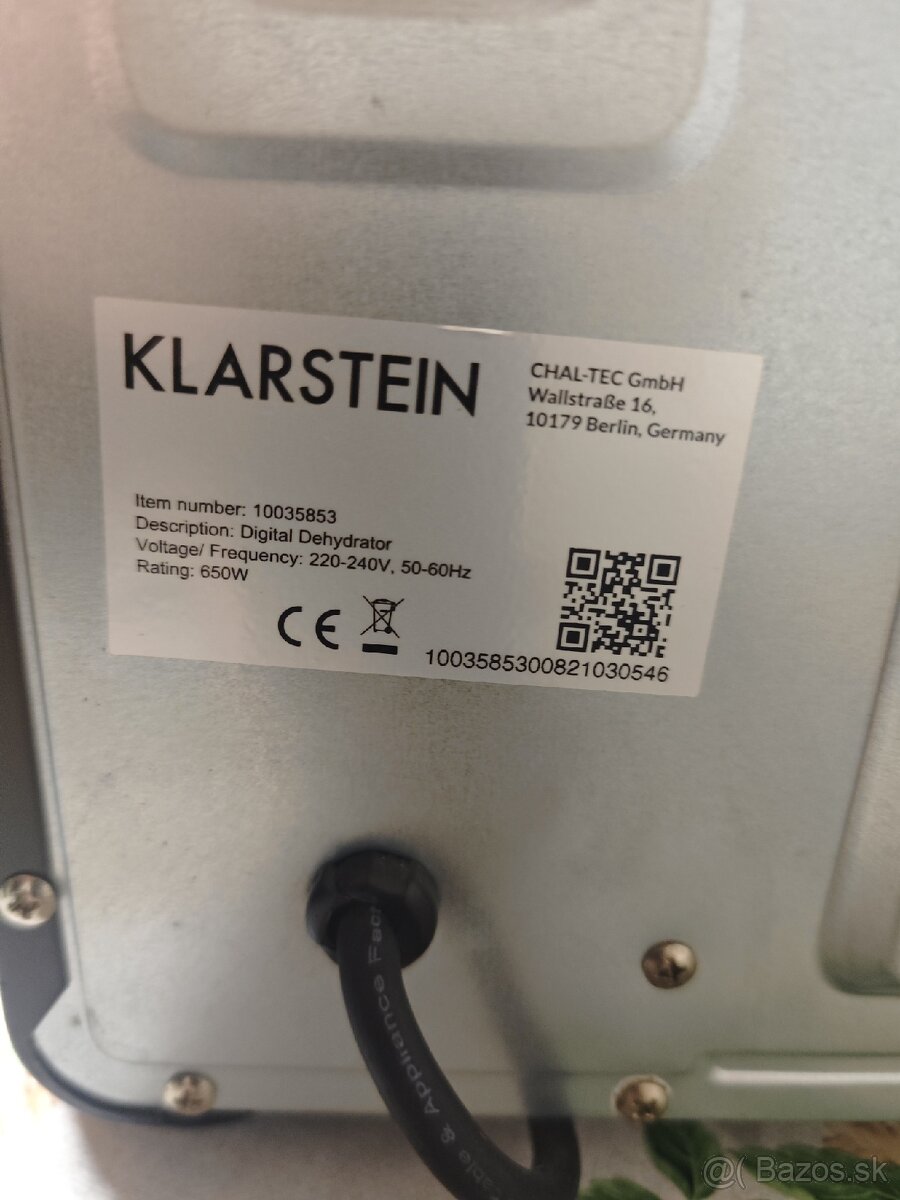 KLARSTEIN
CHAL-TEC GmbH
Wallstraße 16,
10179 Berlin, Germany
Item number: 10035853
Description: Digital Dehydrator
Voltage/ Frequency: 220-240V, 50-60Hz
Rating: 650W
CE
1003585300821030546
& Appliance
@( Bazos.sk